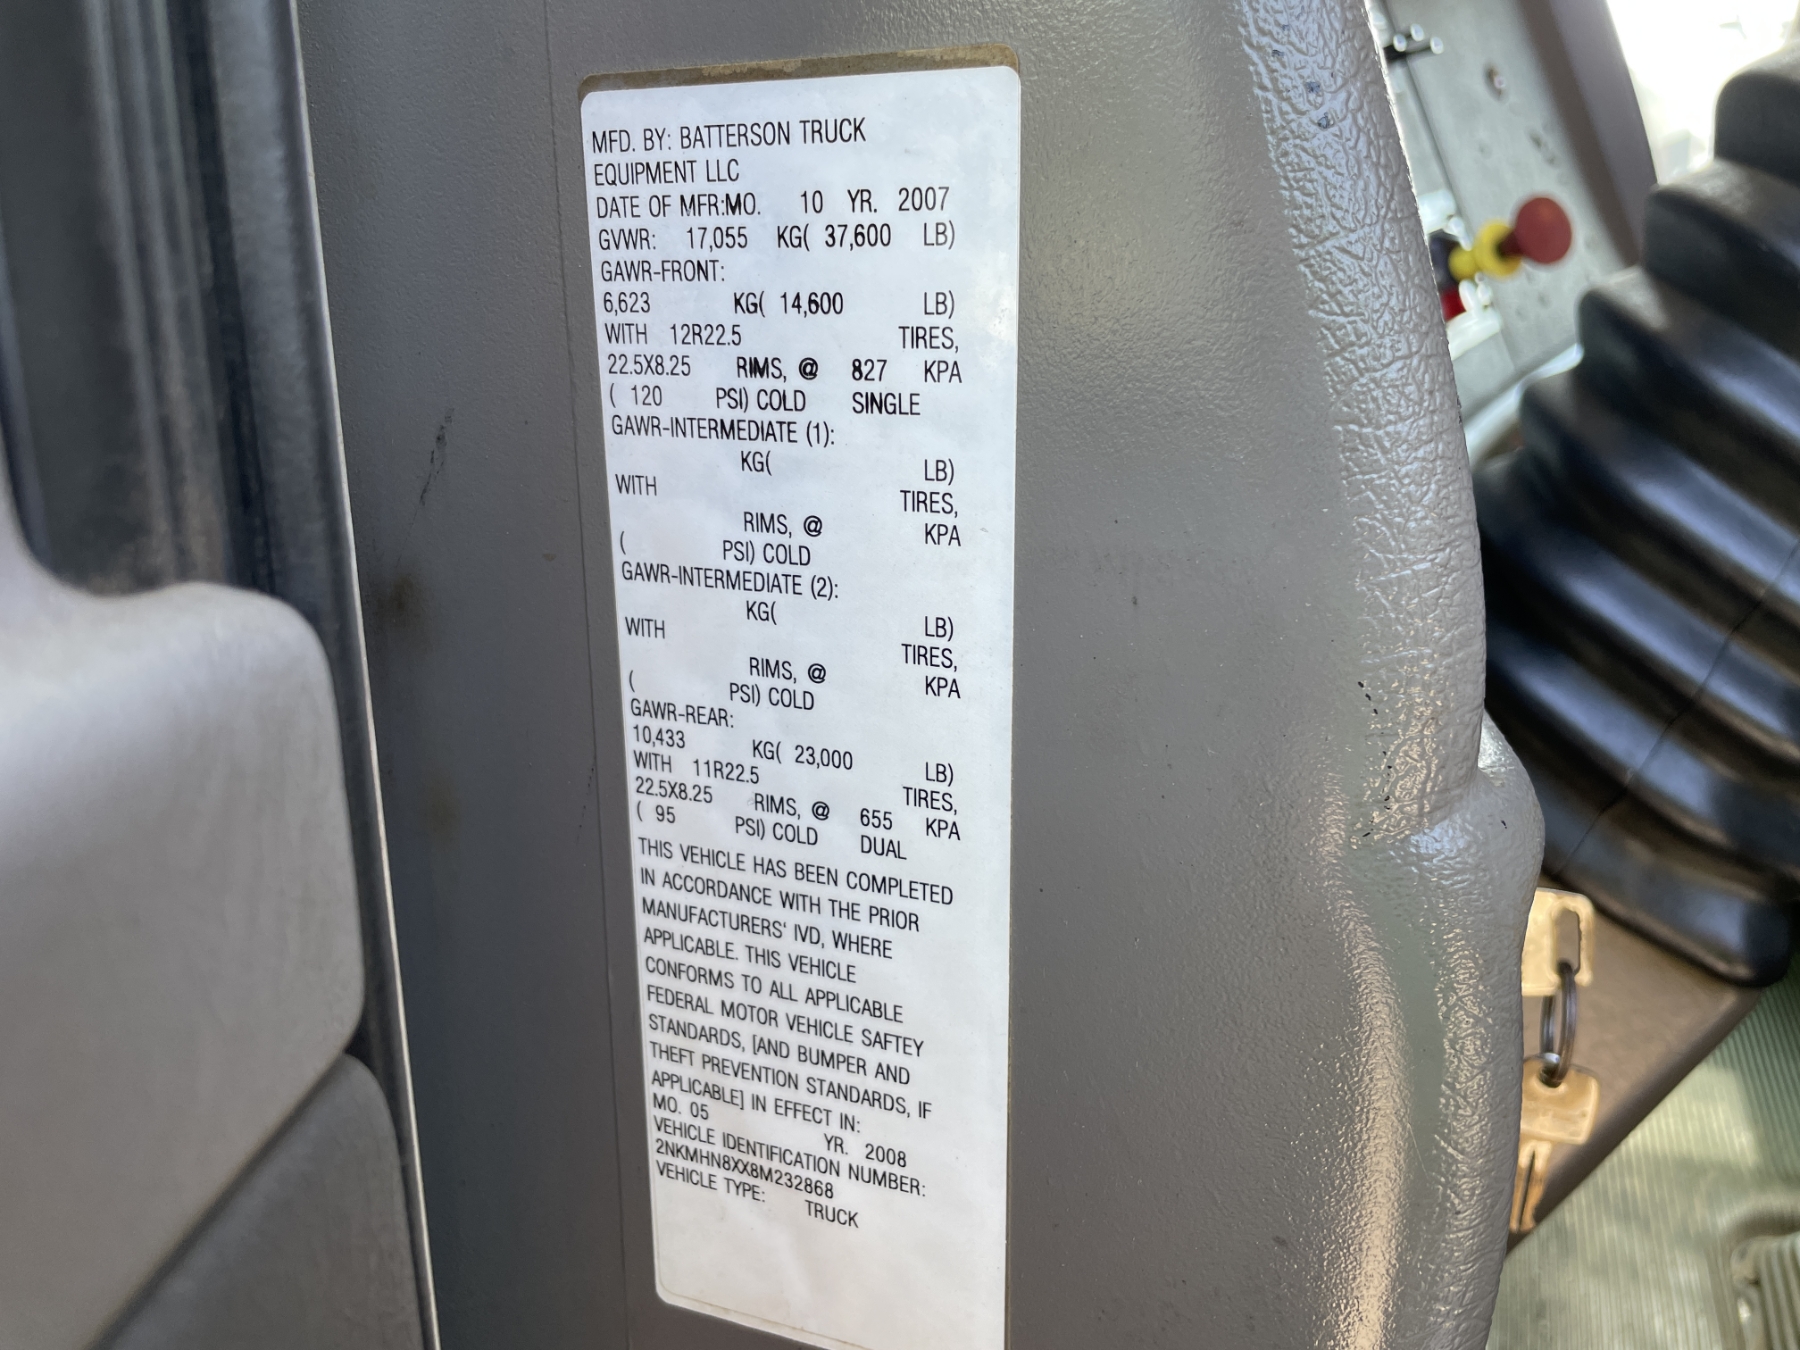 MFD. BY: BATTERSON TRUCK
EQUIPMENT LLC
DATE OF MFR:MO. 10 YR. 2007
GVWR: 17,055 KG( 37,600 LB)
GAWR-FRONT:
6,623 KG( 14,600 LB)
WITH 12R22.5 TIRES,
22.5X8.25 RIMS, @ 827 KPA
( 120 PSI) COLD SINGLE
GAWR-INTERMEDIATE (1):
KG( LB)
WITH TIRES,
RIMS, @ KPA
( PSI) COLD
GAWR-INTERMEDIATE (2):
KG( LB)
WITH TIRES,
RIMS, @ KPA
( PSI) COLD
GAWR-REAR:
10,433 KG( 23,000 LB)
WITH 11R22.5 TIRES,
22.5X8.25 RIMS, @ 655 KPA
( 95 PSI) COLD DUAL
THIS VEHICLE HAS BEEN COMPLETED
IN ACCORDANCE WITH THE PRIOR
MANUFACTURERS' IVD, WHERE
APPLICABLE. THIS VEHICLE
CONFORMS TO ALL APPLICABLE
FEDERAL MOTOR VEHICLE SAFTEY
STANDARDS, [AND BUMPER AND
THEFT PREVENTION STANDARDS, IF
APPLICABLE] IN EFFECT IN:
MO. 05 YR. 2008
VEHICLE IDENTIFICATION NUMBER:
2NKMHN8XX8M232868
VEHICLE TYPE: TRUCK